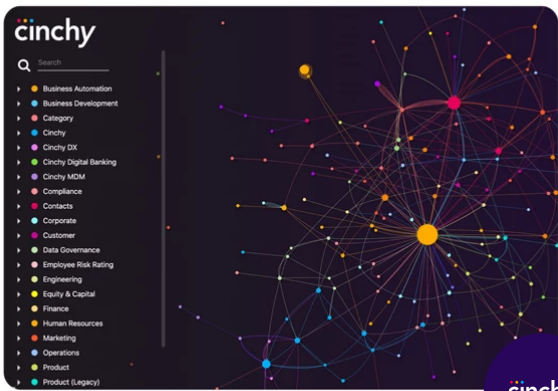 cinchy
Search
Business Automation
Business Development
Category
Cinchy
Cinchy DX
Cinchy Digital Banking
Cinchy MDM
Compliance
Contacts
Corporate
Customer
Data Governance
Employee Risk Rating
Engineering
Equity & Capital
Finance
Human Resources
Marketing
Operations
Product
Product (Legacy)
cinchy